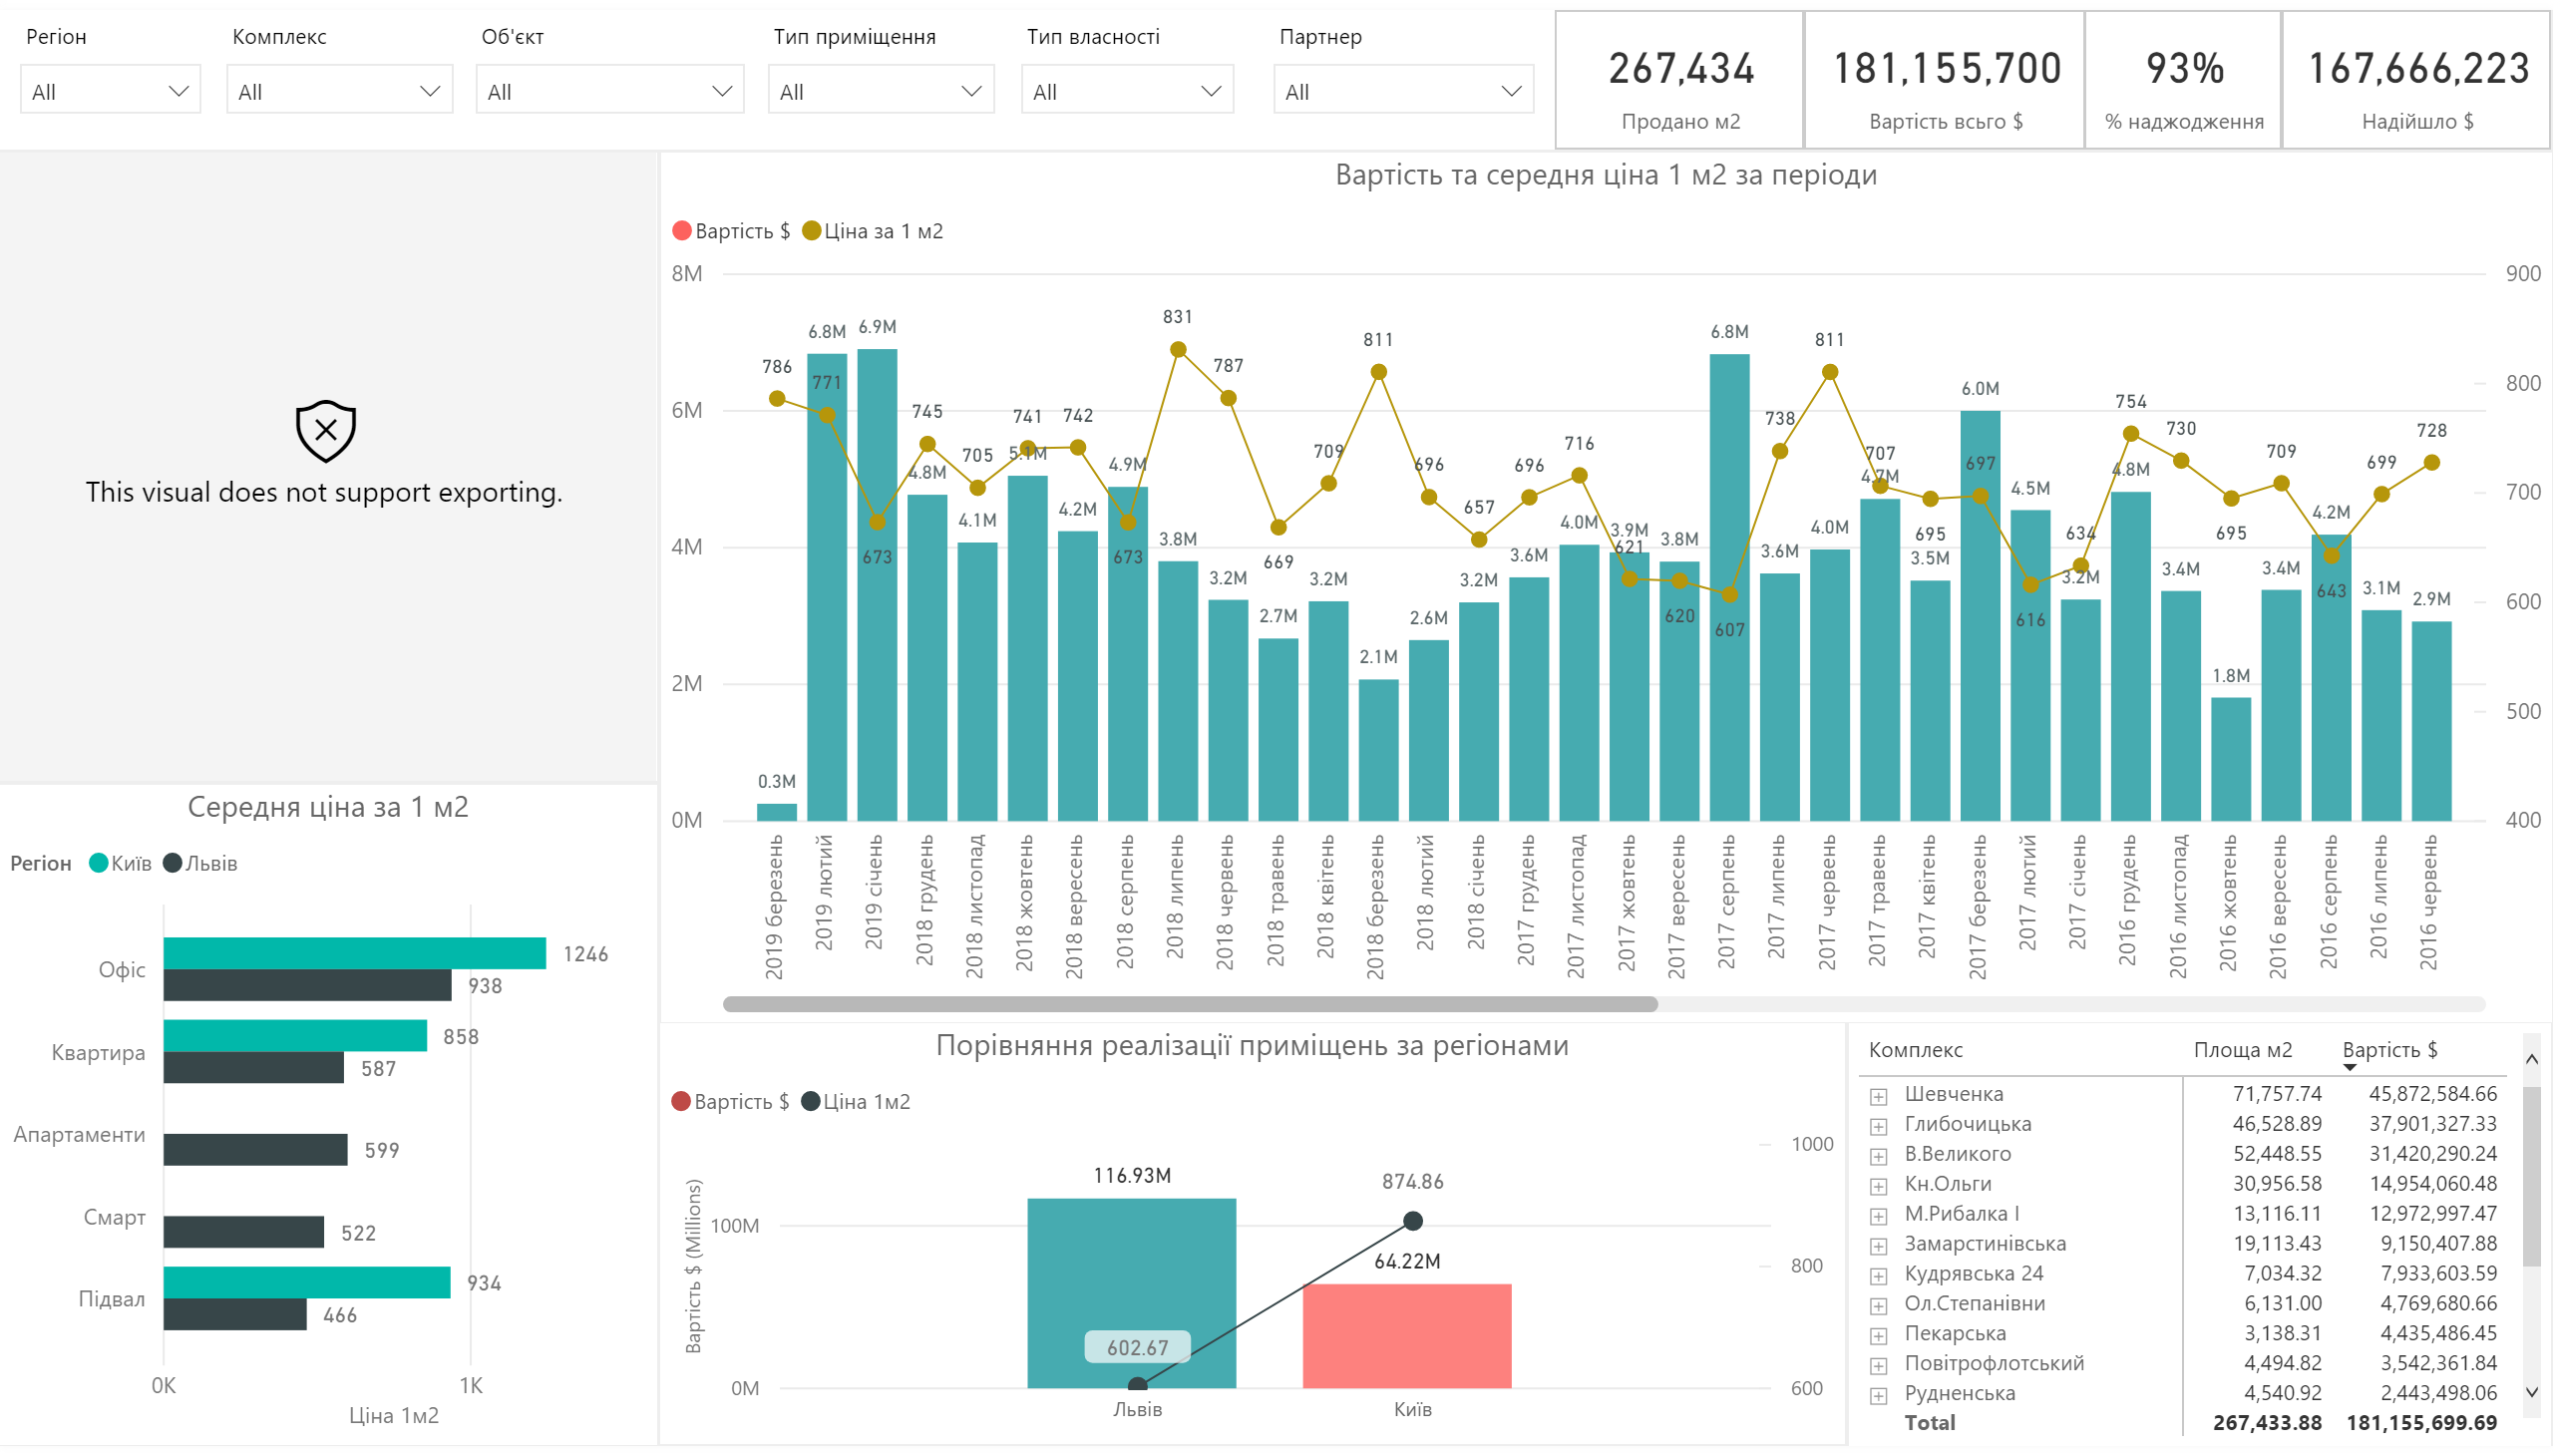 Регіон
Комплекс
Об'єкт
Тип приміщення
Тип власності
Партнер
All
All
All
All
All
All
267,434
Продано м2
181,155,700
Вартість всьго $
93%
% наджодження
167,666,223
Надійшло $
This visual does not support exporting.
Вартість та середня ціна 1 м2 за періоди
Вартість $ Ціна за 1 м2
8M
6M
4M
2M
0M
900
800
700
600
500
400
786 771 673 745 705 741 742 673 831 787 669 709 811 696 657 696 716 621 620 607 738 811 707 695 697 616 634 754 730 695 709 643 699 728
0.3M 6.8M 6.9M 4.8M 4.1M 5.1M 4.2M 4.9M 3.8M 3.2M 2.7M 3.2M 2.1M 2.6M 3.2M 3.6M 4.0M 3.9M 3.8M 6.8M 3.6M 4.0M 4.7M 3.5M 6.0M 4.5M 3.2M 4.8M 3.4M 1.8M 3.4M 4.2M 3.1M 2.9M
2019 березень
2019 лютий
2019 січень
2018 грудень
2018 листопад
2018 жовтень
2018 вересень
2018 серпень
2018 липень
2018 червень
2018 травень
2018 квітень
2018 березень
2018 лютий
2018 січень
2017 грудень
2017 листопад
2017 жовтень
2017 вересень
2017 серпень
2017 липень
2017 червень
2017 травень
2017 квітень
2017 березень
2017 лютий
2017 січень
2016 грудень
2016 листопад
2016 жовтень
2016 вересень
2016 серпень
2016 липень
2016 червень
Середня ціна за 1 м2
Регіон Київ Львів
Офіс 1246
938
Квартира 858
587
Апартаменти 599
Смарт 522
Підвал 934
466
0K 1K
Ціна 1м2
Порівняння реалізації приміщень за регіонами
Вартість $ Ціна 1м2
Вартість $ (Millions)
100M
0M
1000
800
600
116.93M
874.86
64.22M
602.67
Львів Київ
Комплекс Площа м2 Вартість $
Шевченка 71,757.74 45,872,584.66
Глибочицька 46,528.89 37,901,327.33
В.Великого 52,448.55 31,420,290.24
Кн.Ольги 30,956.58 14,954,060.48
М.Рибалка І 13,116.11 12,972,997.47
Замарстинівська 19,113.43 9,150,407.88
Кудрявська 24 7,034.32 7,933,603.59
Ол.Степанівни 6,131.00 4,769,680.66
Пекарська 3,138.31 4,435,486.45
Повітрофлотський 4,494.82 3,542,361.84
Рудненська 4,540.92 2,443,498.06
Total 267,433.88 181,155,699.69